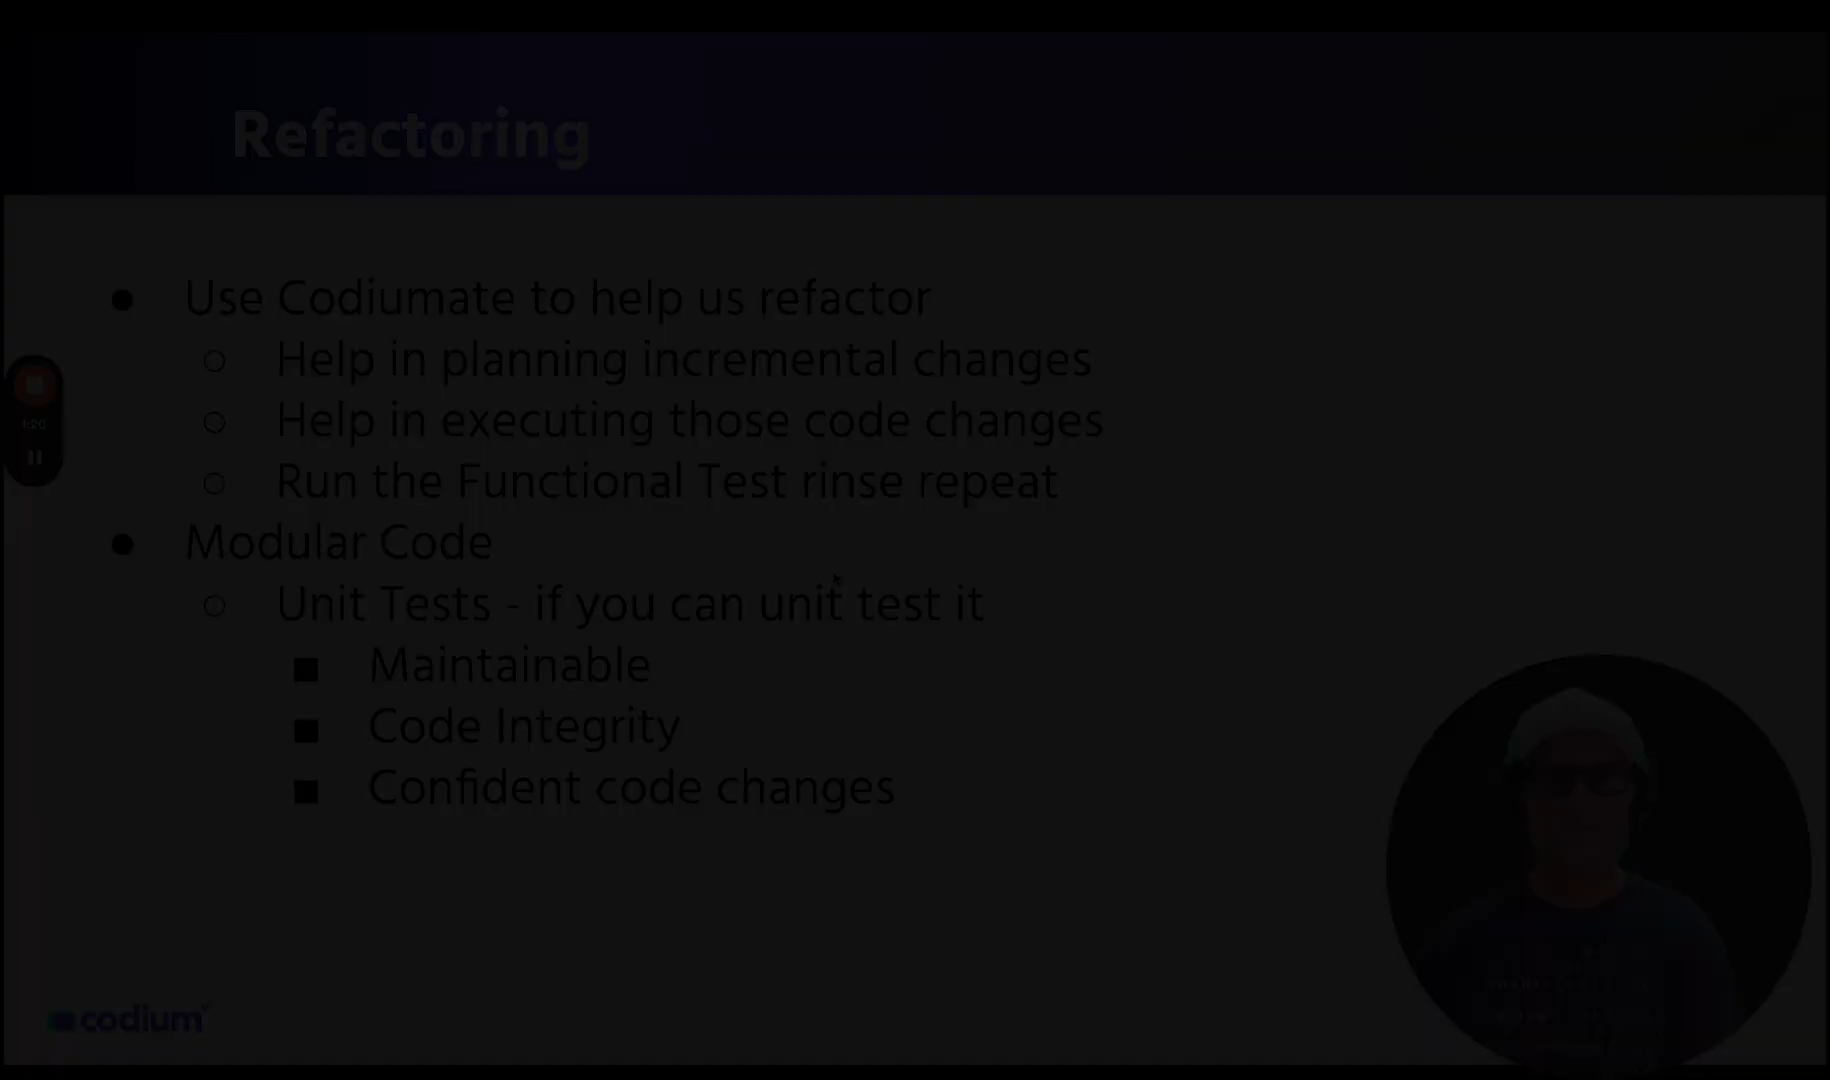 Refactoring
Use Codiumate to help us refactor
Help in planning incremental changes
Help in executing those code changes
1:20
Run the Functional Test rinse repeat
Modular Code
Unit Tests - if you can unit test it
Maintainable
Code Integrity
Confident code changes
codium